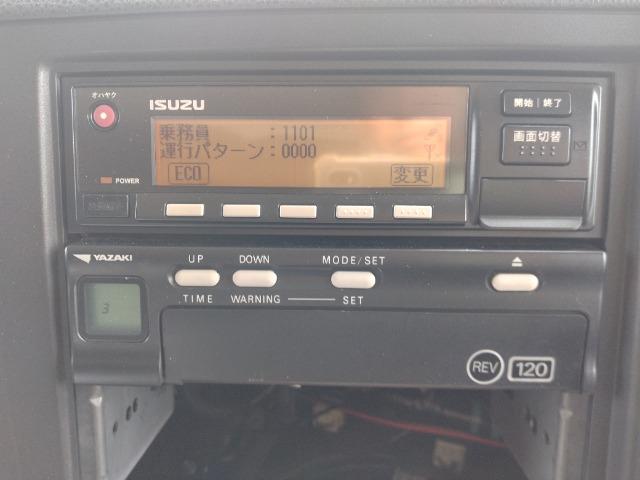 オハヤク
ISUZU
開始 | 終了
乗務員　　:1101
運行パターン:0000
画面切替
ECO
変更
POWER
YAZAKI
UP
DOWN
MODE/SET
TIME
WARNING
SET
3
REV
120